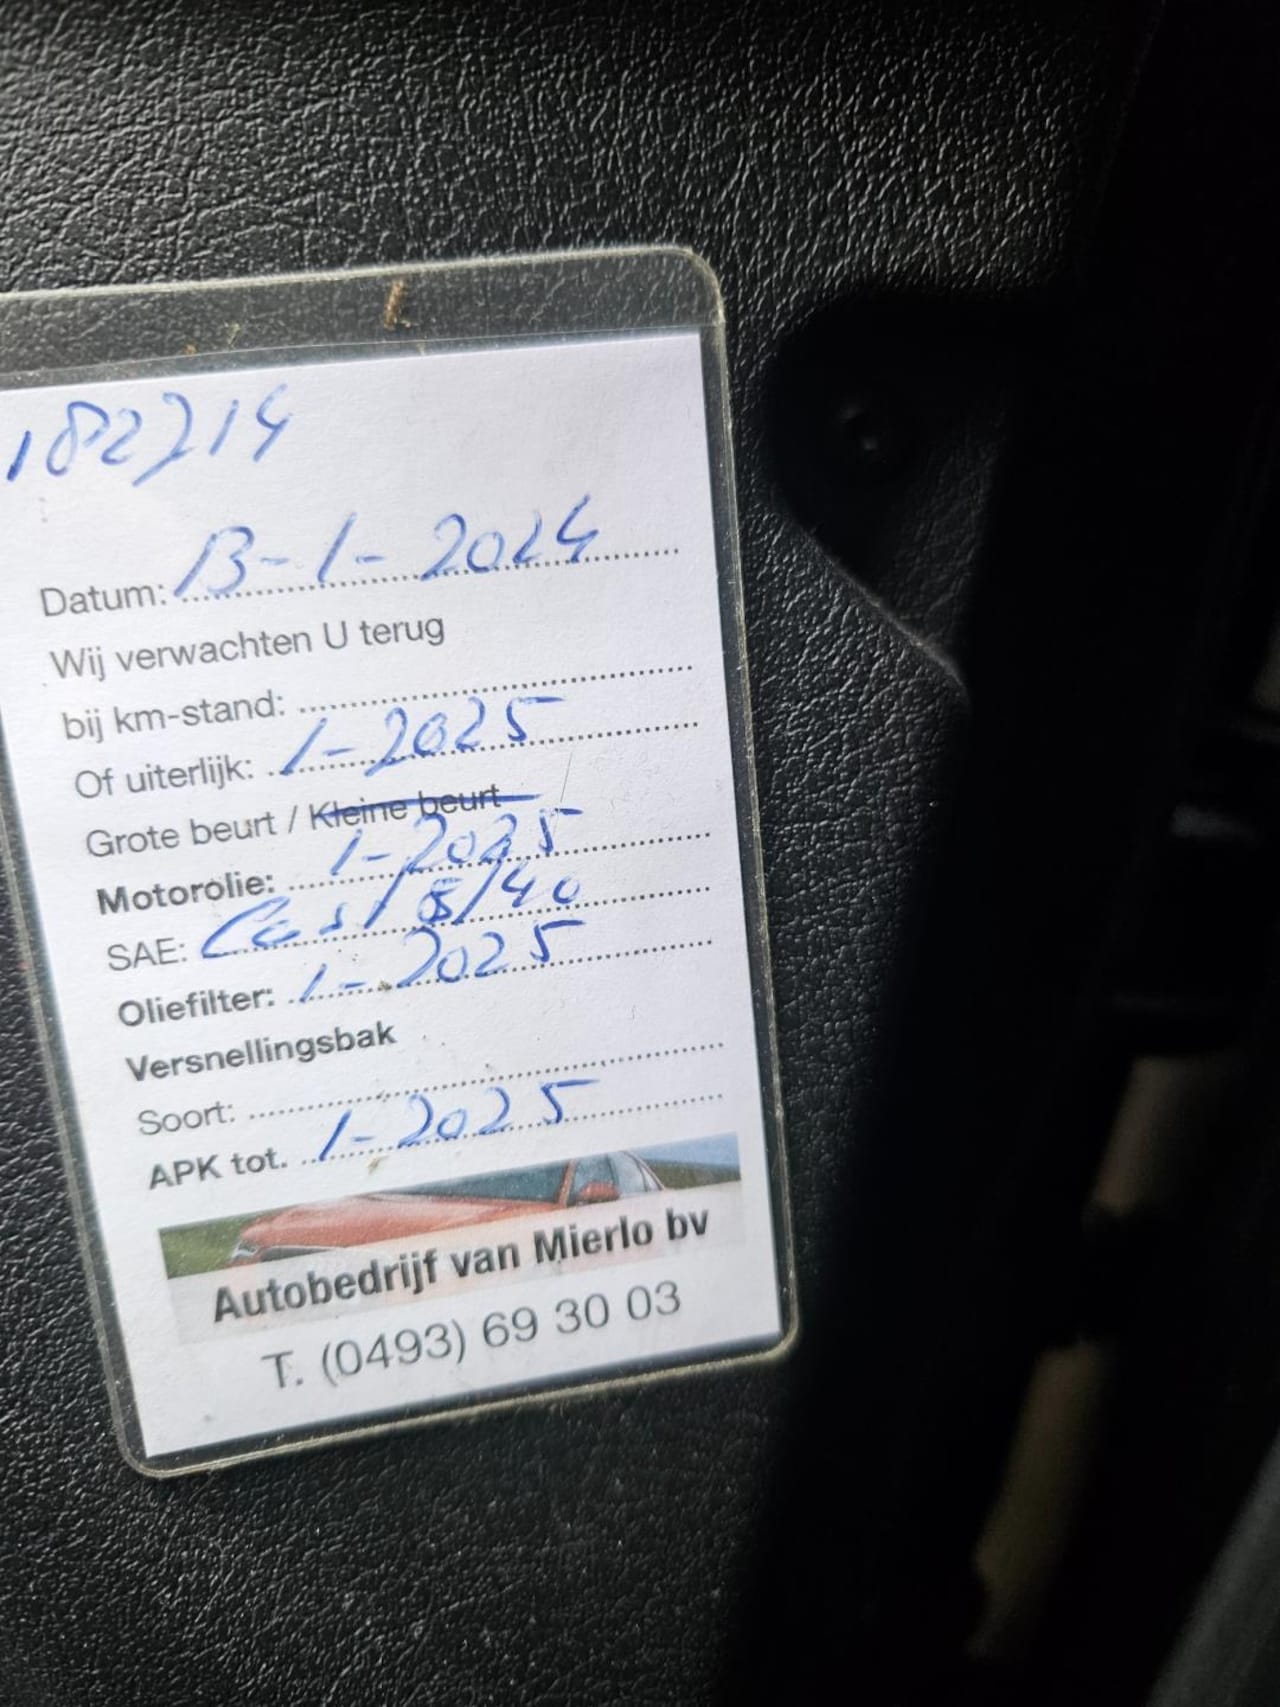 182214
Datum: 13-1-2024
Wij verwachten U terug
bij km-stand:
Of uiterlijk: 1-2025
Grote beurt / Kleine beurt
Motorolie: 1-2025
SAE: /40
Oliefilter: 1-2025
Versnellingsbak
Soort:
APK tot. 1-2025
Autobedrijf van Mierlo bv
T. (0493) 69 30 03